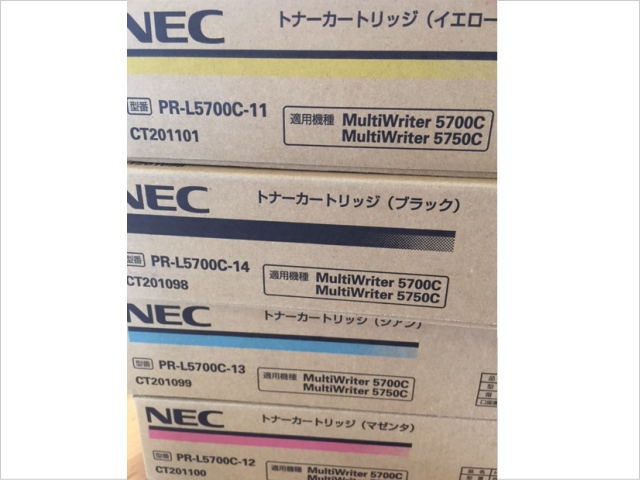 NEC トナーカートリッジ（イエロー
型番 PR-L5700C-11
CT201101
適用機種 MultiWriter 5700C
MultiWriter 5750C
NEC トナーカートリッジ（ブラック）
型番 PR-L5700C-14
CT201098
適用機種 MultiWriter 5700C
MultiWriter 5750C
NEC トナーカートリッジ（シアン）
型番 PR-L5700C-13
CT201099
適用機種 MultiWriter 5700C
MultiWriter 5750C
NEC トナーカートリッジ（マゼンタ）
型番 PR-L5700C-12
CT201100
適用機種 MultiWriter 5700C
MultiWriter 5750C